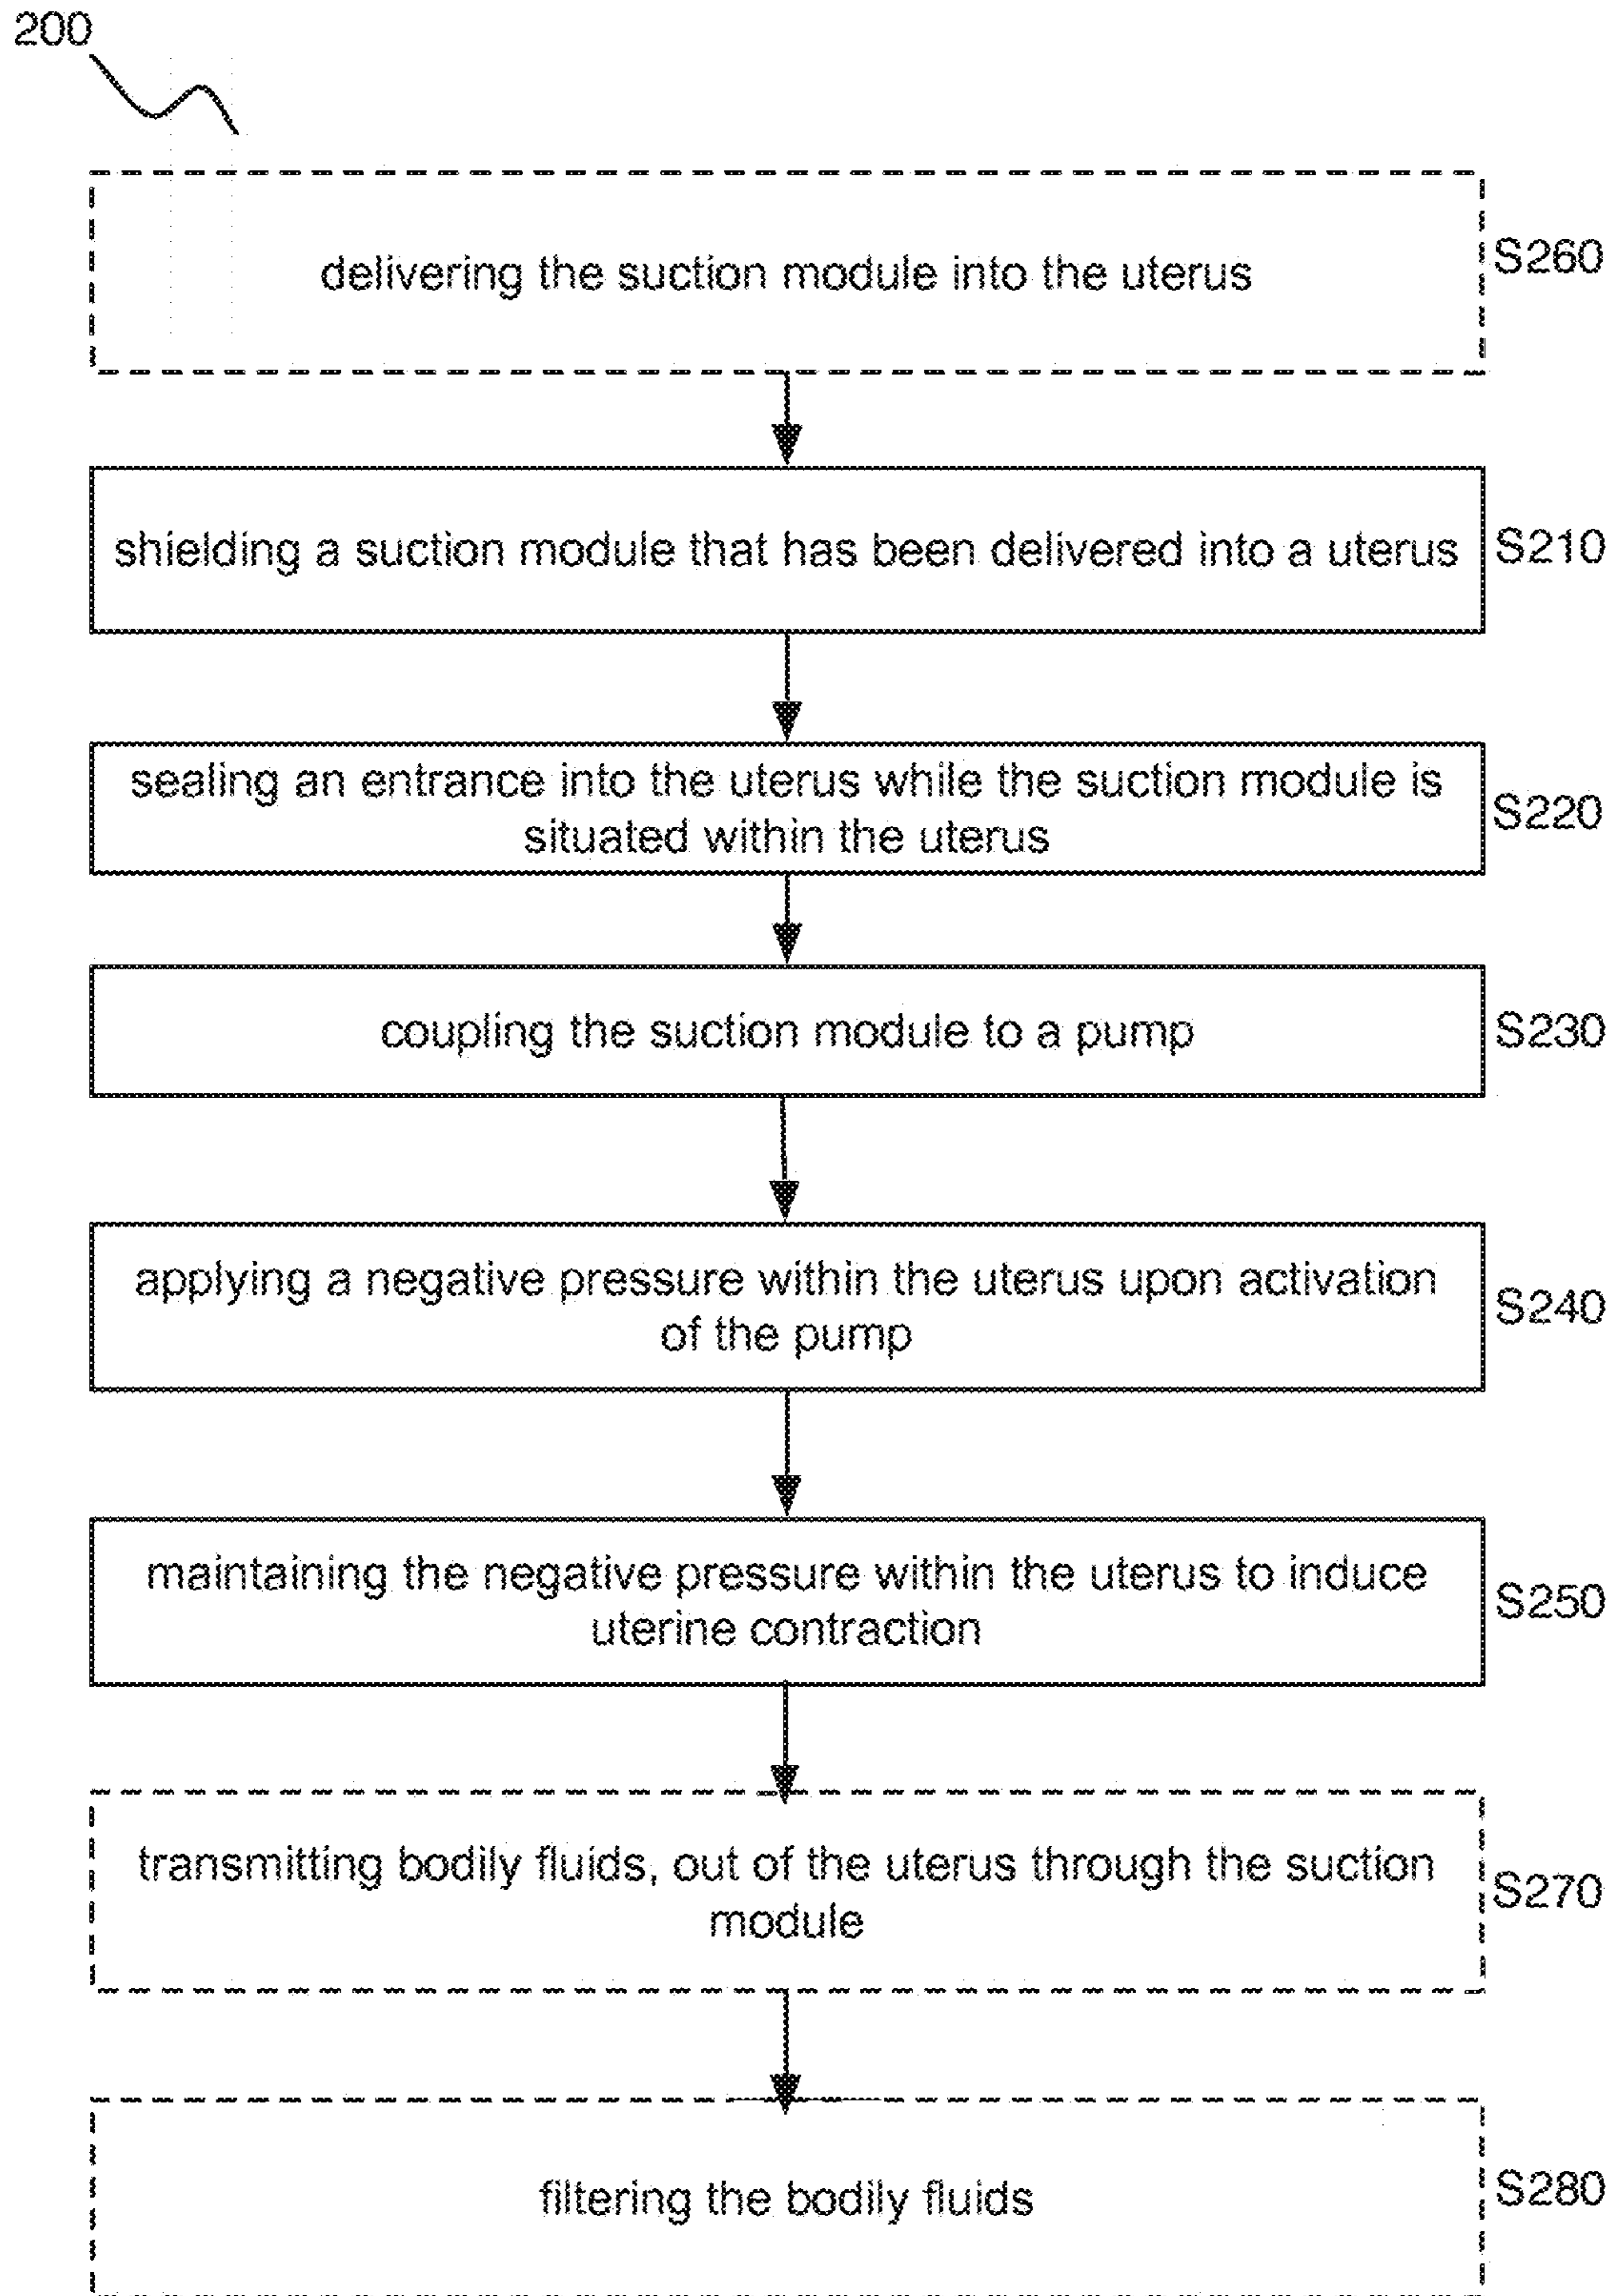 200
delivering the suction module into the uterus
S260
shielding a suction module that has been delivered into a uterus
S210
sealing an entrance into the uterus while the suction module is
situated within the uterus
S220
coupling the suction module to a pump
S230
applying a negative pressure within the uterus upon activation
of the pump
S240
maintaining the negative pressure within the uterus to induce
uterine contraction
S250
transmitting bodily fluids, out of the uterus through the suction
module
S270
filtering the bodily fluids
S280